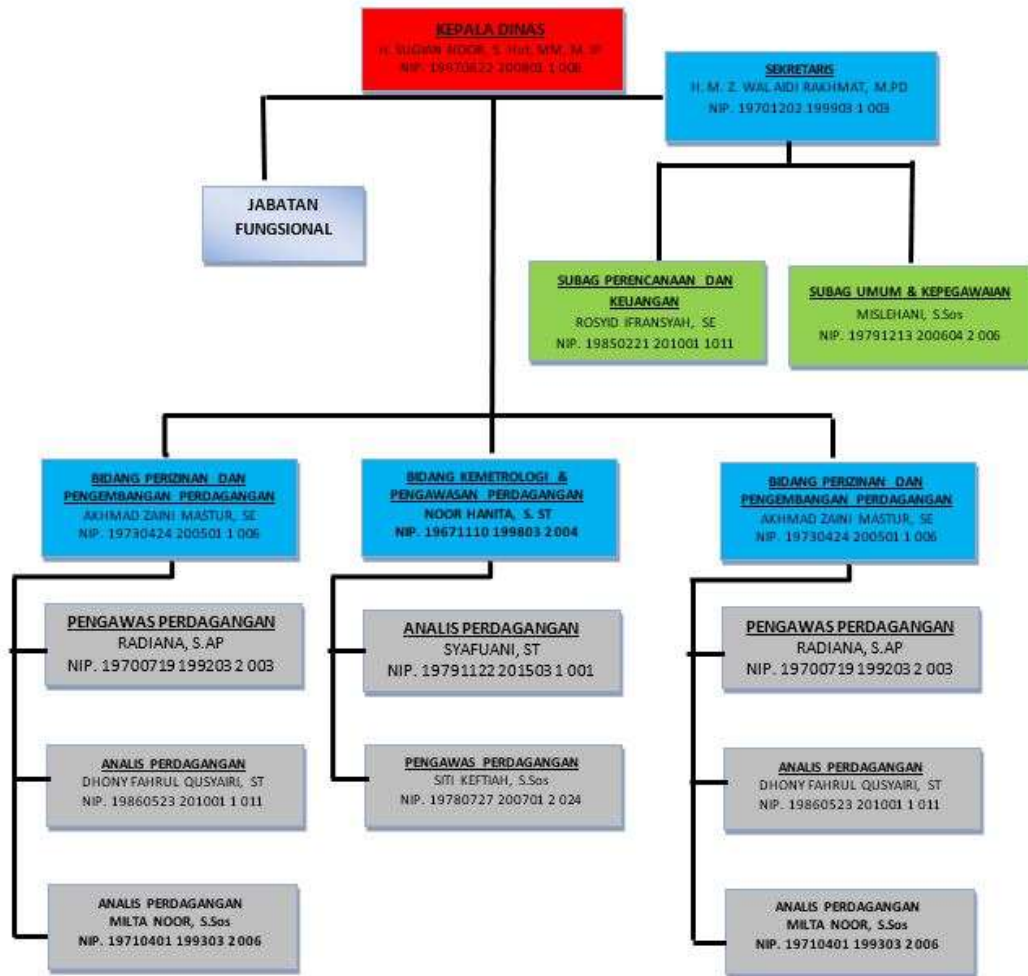 KEPALA DINAS
H. SUGIAN NOOR, S. Hut, MM, M. IP
NIP. 19870622 200801 1 008
SEKRETARIS
H. M. Z. WAL AIDI RAKHMAT, M.PD
NIP. 19701202 199903 1 003
JABATAN
FUNGSIONAL
SUBAG PERENCANAAN DAN
KEUANGAN
ROSYID IFRANSYAH, SE
NIP. 19850221 201001 1011
SUBAG UMUM & KEPEGAWAIAN
MISLEHANI, S.Sos
NIP. 19791213 200604 2 006
BIDANG PERIZINAN DAN
PENGEMBANGAN PERDAGANGAN
AKHMAD ZAINI MASTUR, SE
NIP. 19730424 200501 1 006
BIDANG KEMETROLOGI &
PENGAWASAN PERDAGANGAN
NOOR HANITA, S. ST
NIP. 19671110 199803 2 004
BIDANG PERIZINAN DAN
PENGEMBANGAN PERDAGANGAN
AKHMAD ZAINI MASTUR, SE
NIP. 19730424 200501 1 006
PENGAWAS PERDAGANGAN
RADIANA, S.AP
NIP. 19700719 199203 2 003
ANALIS PERDAGANGAN
SYAFUANI, ST
NIP. 19791122 201503 1 001
PENGAWAS PERDAGANGAN
RADIANA, S.AP
NIP. 19700719 199203 2 003
ANALIS PERDAGANGAN
DHONY FAHRUL QUSYAIRI, ST
NIP. 19860523 201001 1 011
PENGAWAS PERDAGANGAN
SITI KEFTIAH, S.Sos
NIP. 19780727 200701 2 024
ANALIS PERDAGANGAN
DHONY FAHRUL QUSYAIRI, ST
NIP. 19860523 201001 1 011
ANALIS PERDAGANGAN
MILTA NOOR, S.Sos
NIP. 19710401 199303 2 006
ANALIS PERDAGANGAN
MILTA NOOR, S.Sos
NIP. 19710401 199303 2 006